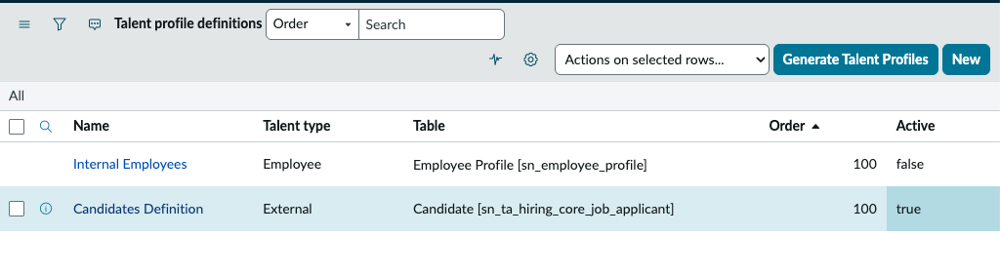 Talent profile definitions Order Search
Actions on selected rows... Generate Talent Profiles New
All
Name Talent type Table Order Active
Internal Employees Employee Employee Profile [sn_employee_profile] 100 false
Candidates Definition External Candidate [sn_ta_hiring_core_job_applicant] 100 true